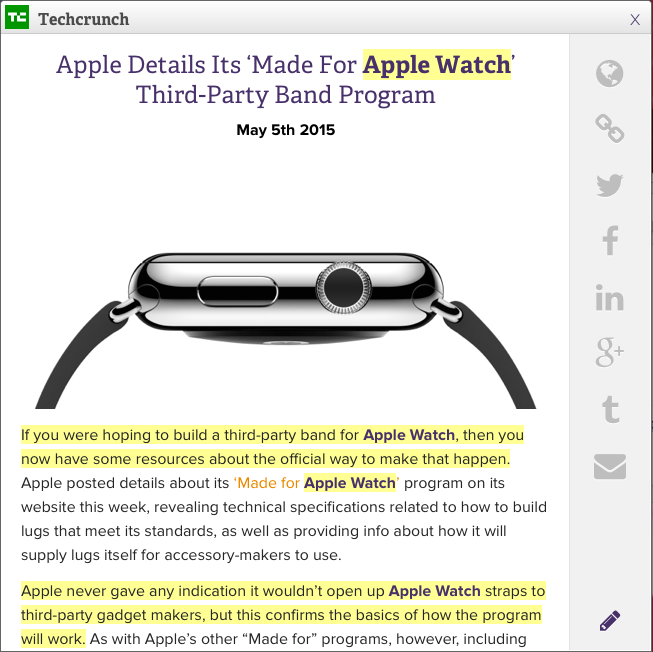 TC Techcrunch X
Apple Details Its ‘Made For Apple Watch’
Third-Party Band Program
May 5th 2015
If you were hoping to build a third-party band for Apple Watch, then you
now have some resources about the official way to make that happen.
Apple posted details about its ‘Made for Apple Watch’ program on its
website this week, revealing technical specifications related to how to build
lugs that meet its standards, as well as providing info about how it will
supply lugs itself for accessory-makers to use.
Apple never gave any indication it wouldn’t open up Apple Watch straps to
third-party gadget makers, but this confirms the basics of how the program
will work. As with Apple’s other “Made for” programs, however, including